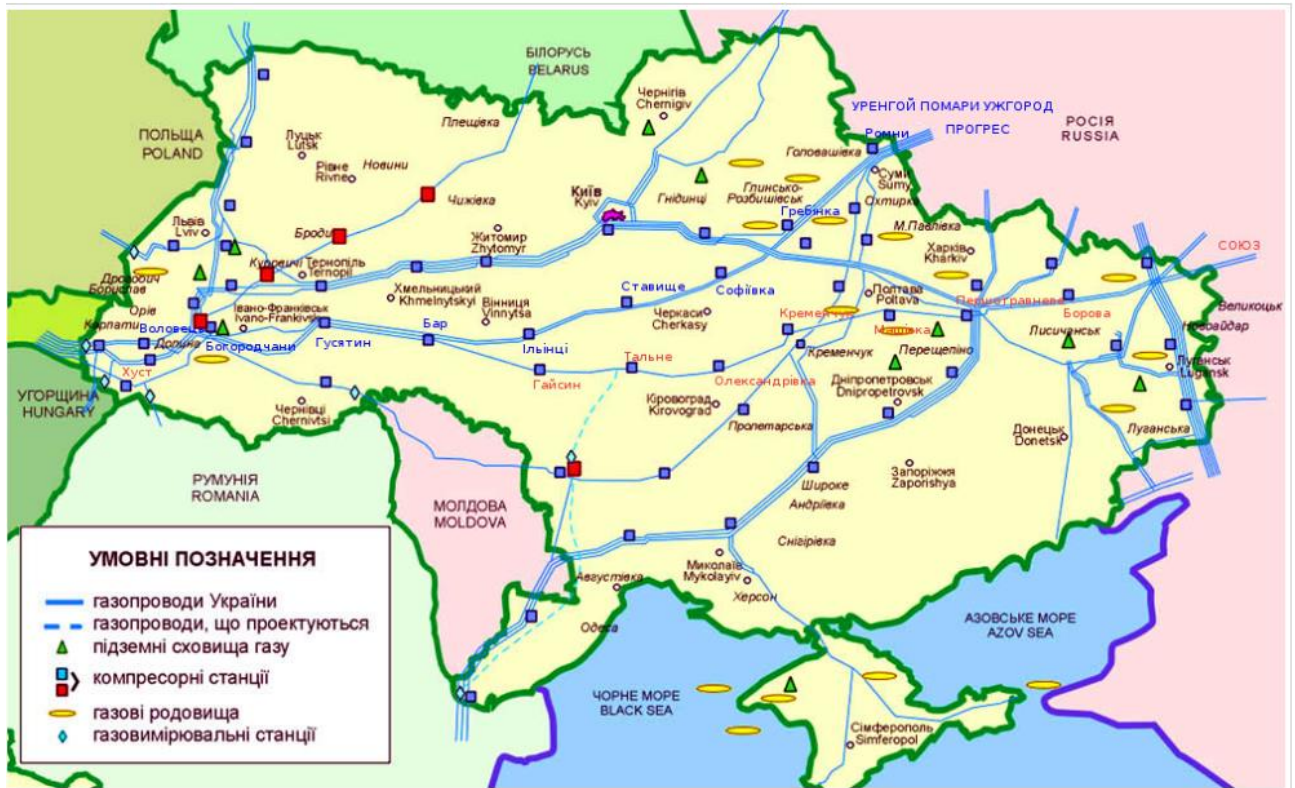 БІЛОРУСЬ
BELARUS
Чернігів
Chernigiv
УРЕНГОЙ ПОМАРИ УЖГОРОД
ПРОГРЕС
РОСІЯ
RUSSIA
ПОЛЬЩА
POLAND
Плещівка
Луцьк
Lutsk
Рівне
Rivne
Новини
Ромни
Головашівка
Суми
Sumy
Чижівка
Київ
Kyiv
Гнідинці
Глинсько-
Розбишівськ
Охтирка
Гребінка
М.Павлівка
Львів
Lviv
Броди
Житомир
Zhytomyr
Харків
Kharkiv
СОЮЗ
Куровичі
Тернопіль
Ternopil
Дрогобич
Борислав
Хмельницький
Khmelnytskyi
Вінниця
Vinnytsa
Ставище
Софіївка
Полтава
Poltava
Першотравневе
Борова
Великоцьк
Орів
Карпати
Івано-Франківськ
Ivano-Frankivsk
Черкаси
Cherkasy
Кременчук
Машівка
Лисичанськ
Новоайдар
Воловець
Долина
Богородчани
Гусятин
Бар
Ільїнці
Кременчук
Перещепіно
Луганськ
Lugansk
Хуст
Гайсин
Тальне
Олександрівка
Дніпропетровськ
Dnipropetrovsk
УГОРЩИНА
HUNGARY
Чернівці
Chernivtsi
Кіровоград
Kirovograd
Пролетарська
Донецьк
Donetsk
Луганська
РУМУНІЯ
ROMANIA
МОЛДОВА
MOLDOVA
Широке
Запоріжжя
Zaporishya
Андріївка
Снігірівка
УМОВНІ ПОЗНАЧЕННЯ
газопроводи України
газопроводи, що проектуються
підземні сховища газу
компресорні станції
газові родовища
газовимірювальні станції
Августівка
Миколаїв
Mykolayiv
Херсон
Одеса
АЗОВСЬКЕ МОРЕ
AZOV SEA
ЧОРНЕ МОРЕ
BLACK SEA
Сімферополь
Simferopol